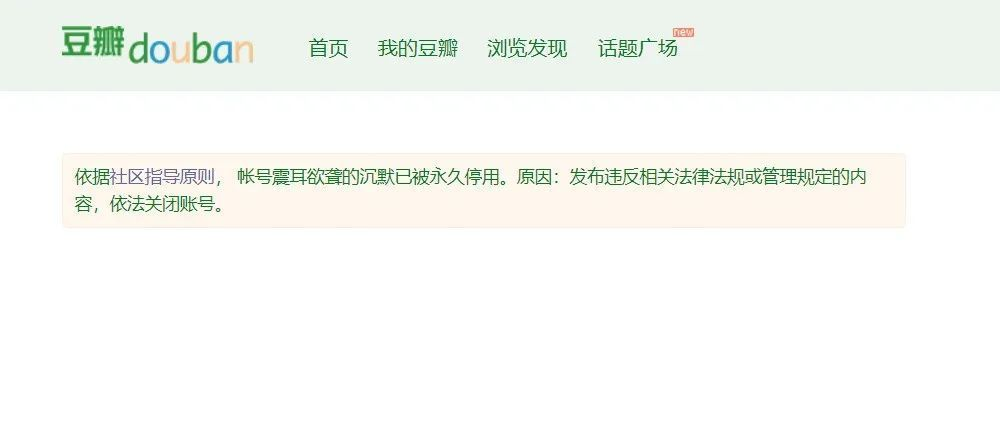 豆瓣douban 首页 我的豆瓣 浏览发现 话题广场 new
依据社区指导原则， 帐号震耳欲聋的沉默已被永久停用。原因：发布违反相关法律法规或管理规定的内
容，依法关闭账号。